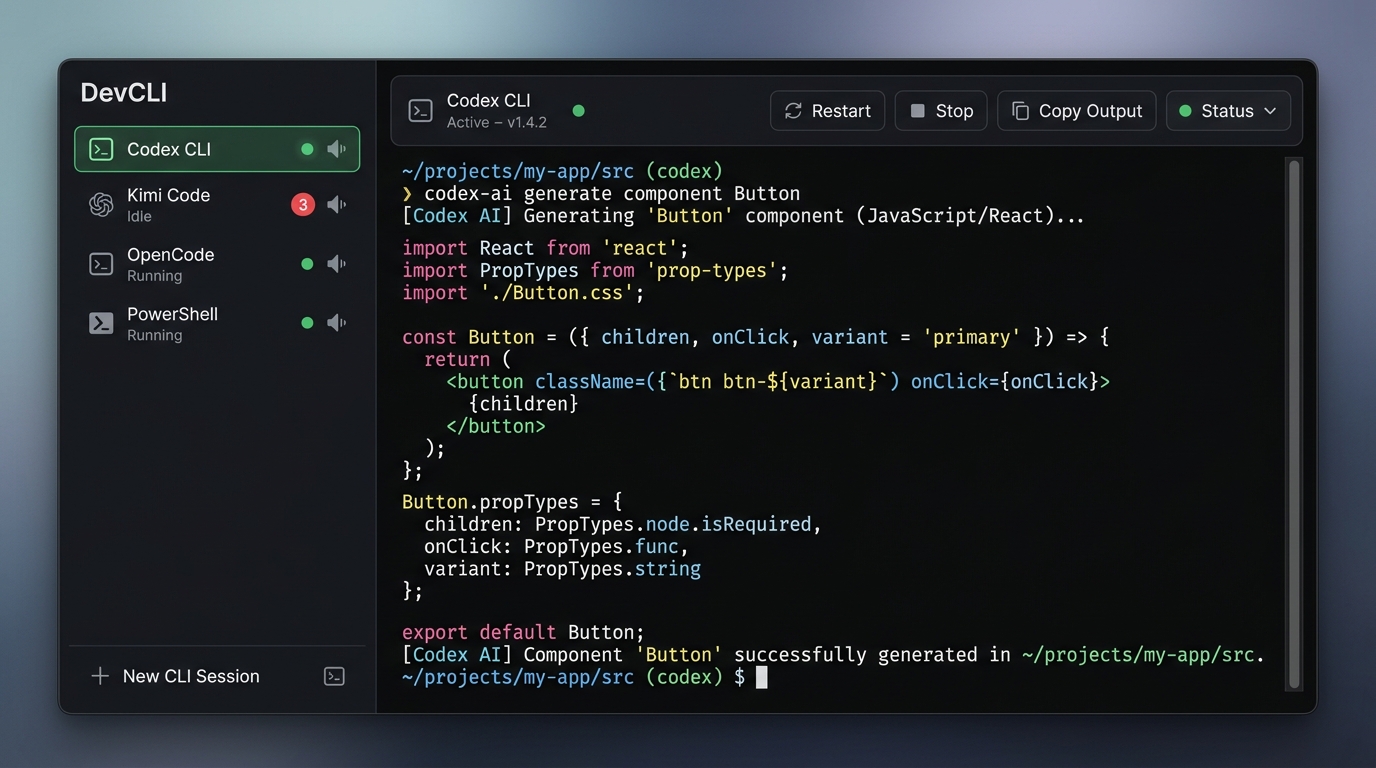 DevCLI
Codex CLI
Kimi Code
Idle
3
OpenCode
Running
PowerShell
Running
New CLI Session
Codex CLI
Active – v1.4.2
Restart
Stop
Copy Output
Status
~/projects/my-app/src (codex)
❯ codex-ai generate component Button
[Codex AI] Generating 'Button' component (JavaScript/React)...
import React from 'react';
import PropTypes from 'prop-types';
import './Button.css';
const Button = ({ children, onClick, variant = 'primary' }) => {
  return (
    <button className=({`btn btn-${variant}`) onClick={onClick}>
      {children}
    </button>
  );
};
Button.propTypes = {
  children: PropTypes.node.isRequired,
  onClick: PropTypes.func,
  variant: PropTypes.string
};
export default Button;
[Codex AI] Component 'Button' successfully generated in ~/projects/my-app/src.
~/projects/my-app/src (codex) $